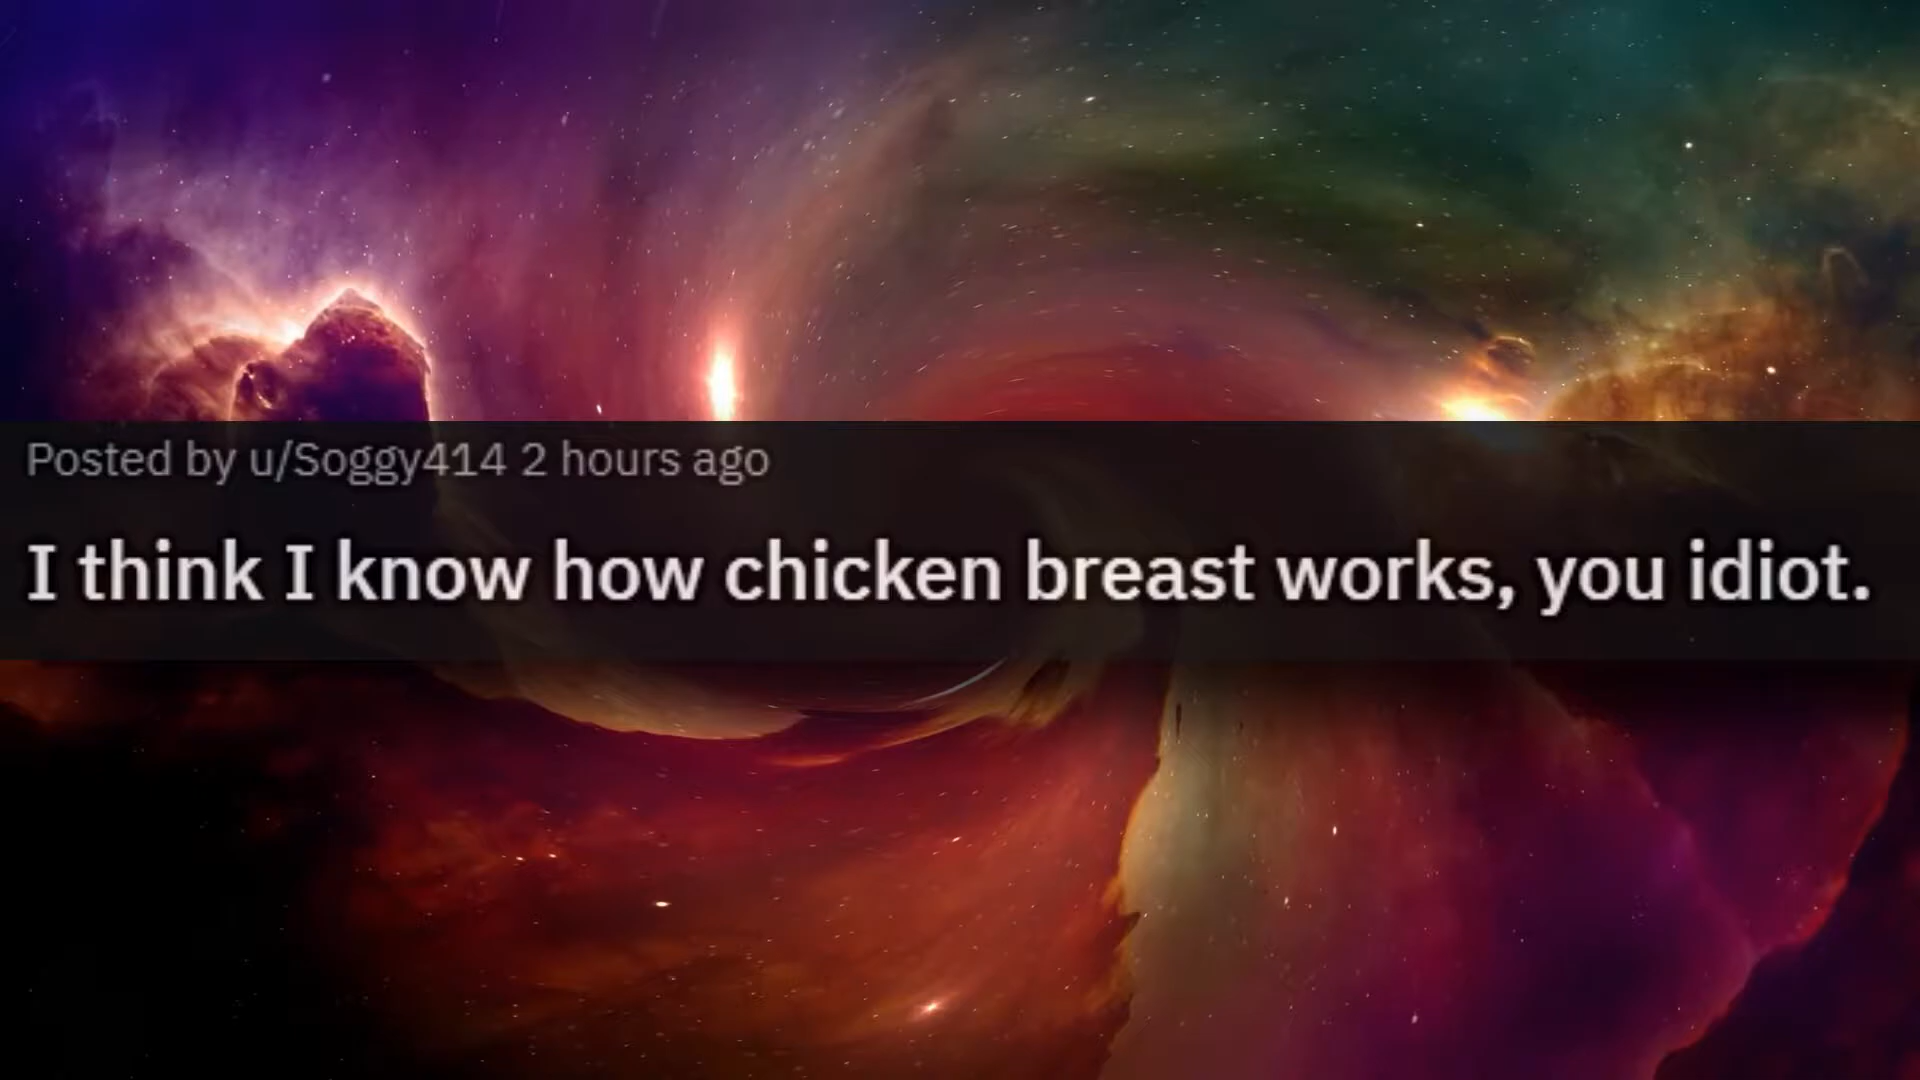 Posted by u/Soggy414 2 hours ago
I think I know how chicken breast works, you idiot.